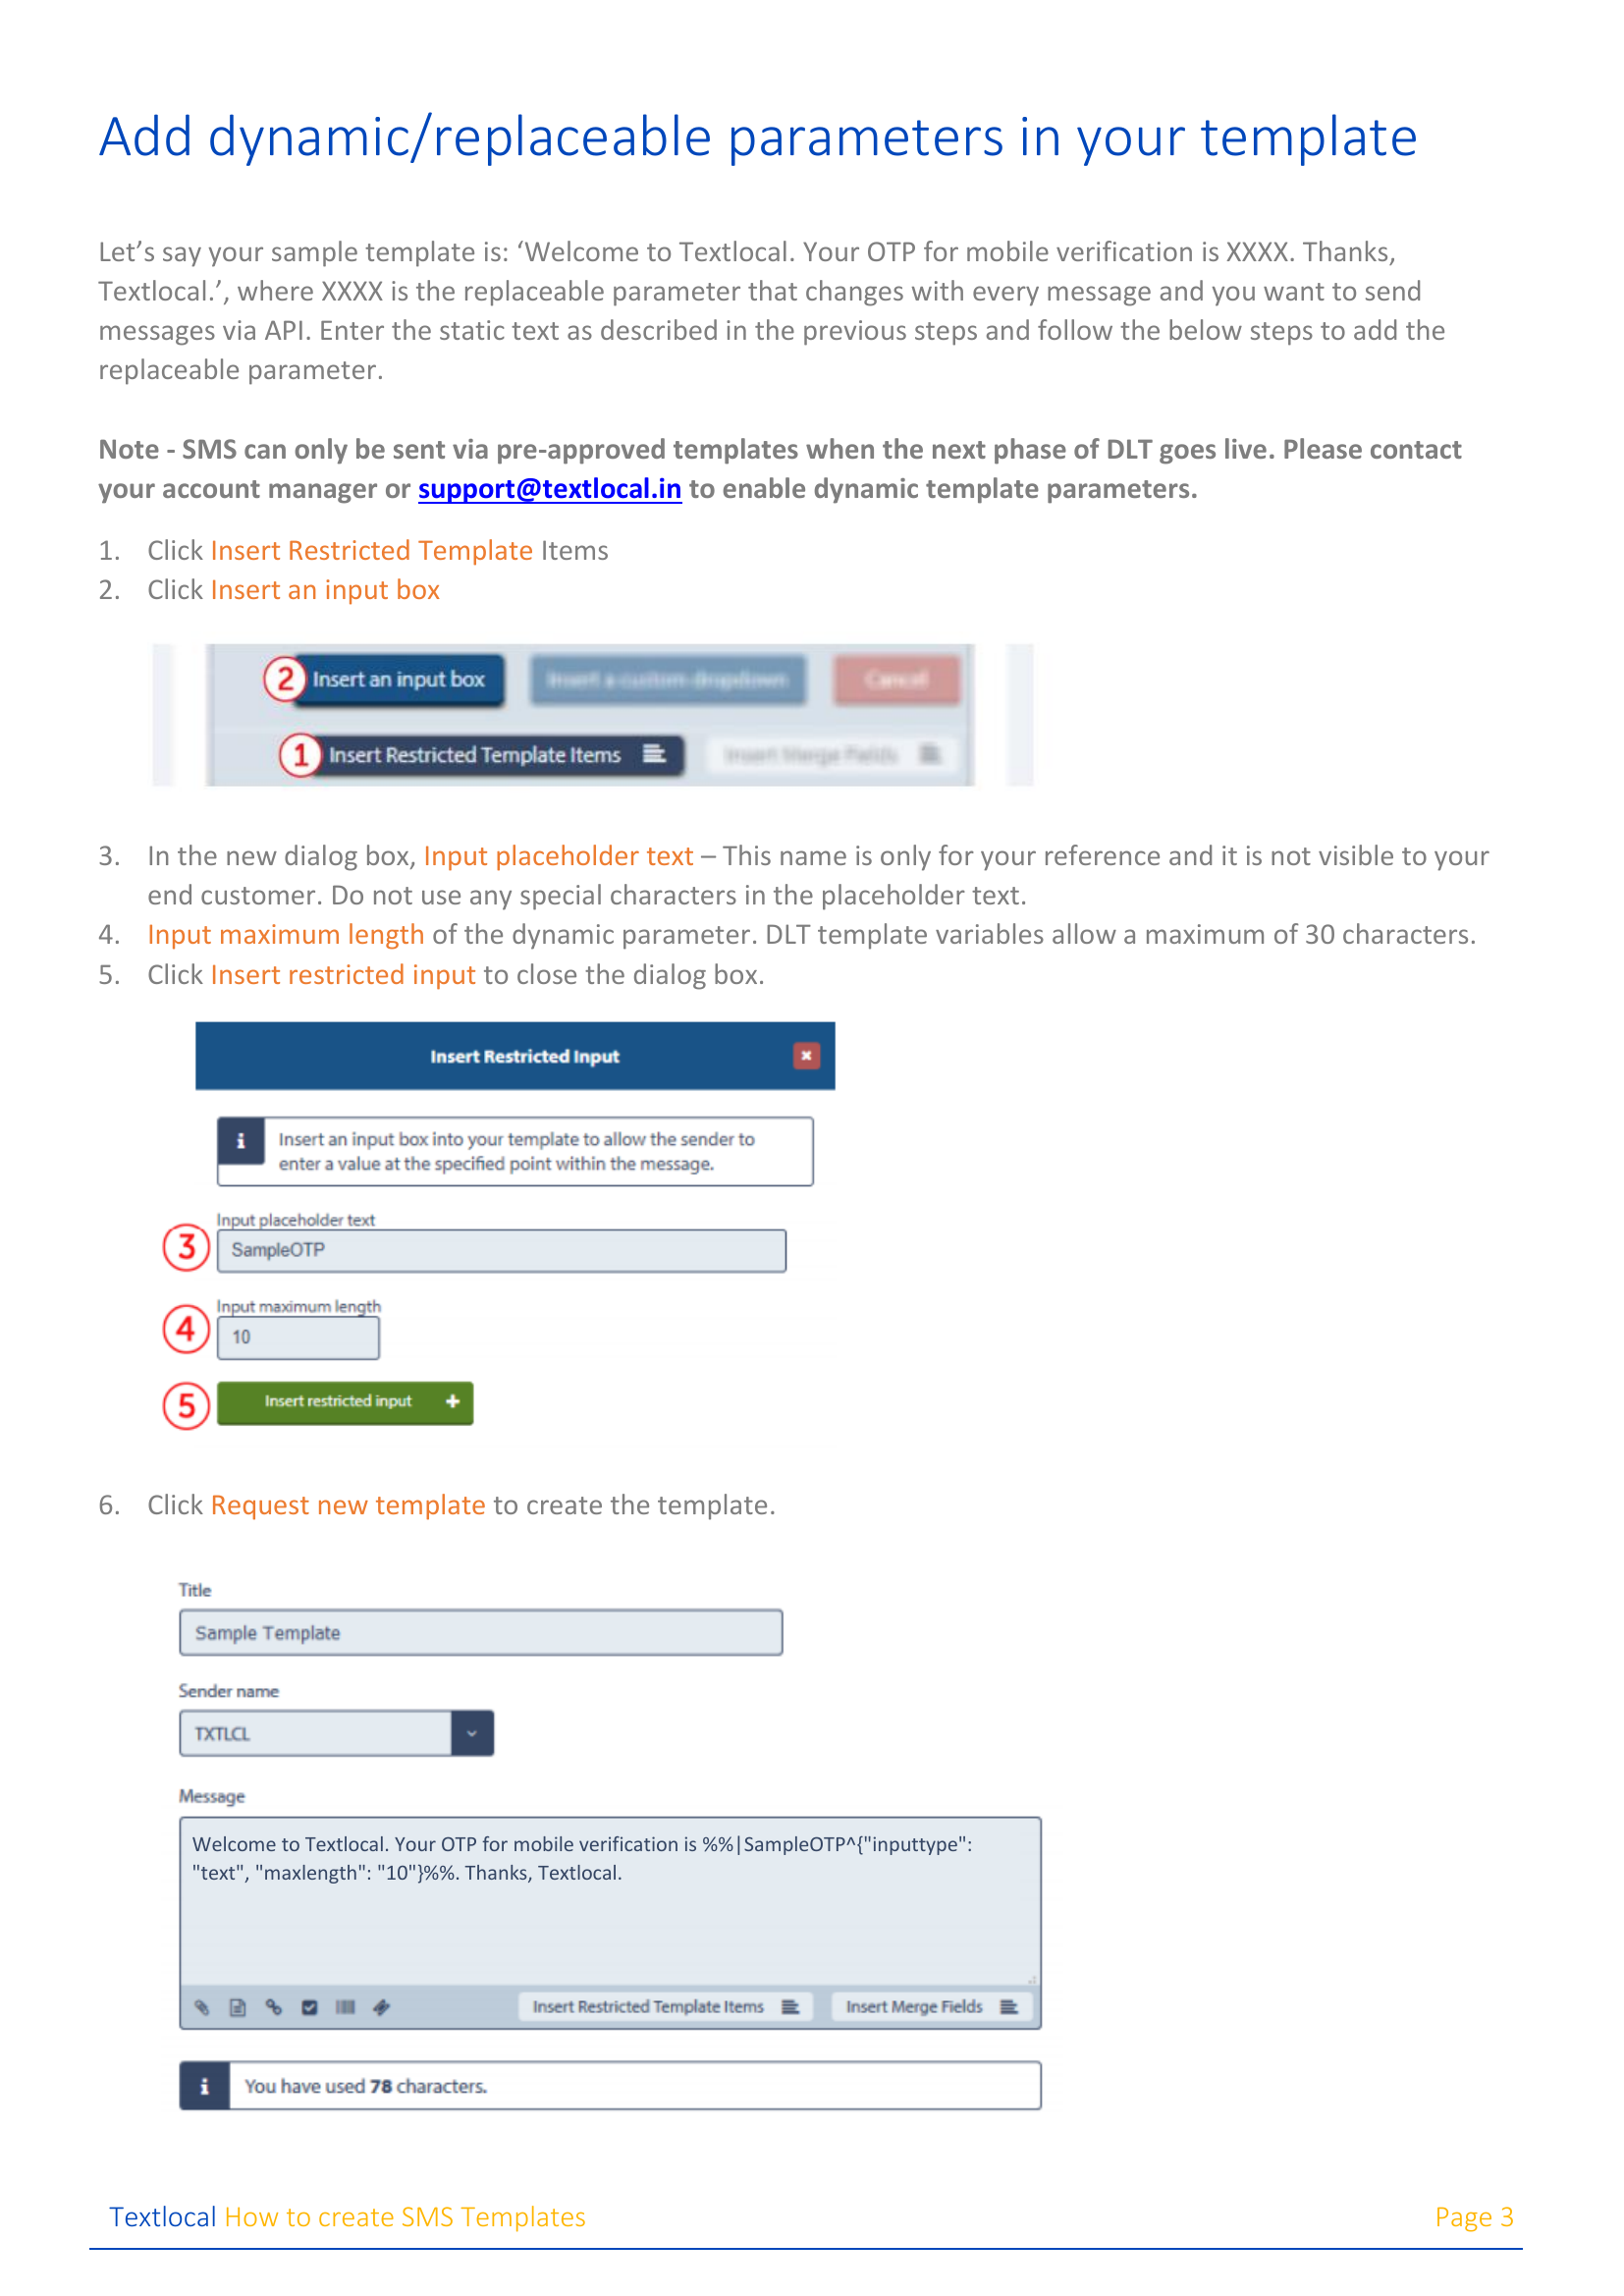 Add dynamic/replaceable parameters in your template
Let’s say your sample template is: ‘Welcome to Textlocal. Your OTP for mobile verification is XXXX. Thanks,
Textlocal.’, where XXXX is the replaceable parameter that changes with every message and you want to send
messages via API. Enter the static text as described in the previous steps and follow the below steps to add the
replaceable parameter.
Note - SMS can only be sent via pre-approved templates when the next phase of DLT goes live. Please contact
your account manager or support@textlocal.in to enable dynamic template parameters.
1. Click Insert Restricted Template Items
2. Click Insert an input box
2 Insert an input box Insert a custom dropdown Cancel
1 Insert Restricted Template Items Insert Merge Fields
3. In the new dialog box, Input placeholder text – This name is only for your reference and it is not visible to your
end customer. Do not use any special characters in the placeholder text.
4. Input maximum length of the dynamic parameter. DLT template variables allow a maximum of 30 characters.
5. Click Insert restricted input to close the dialog box.
Insert Restricted Input
Insert an input box into your template to allow the sender to
enter a value at the specified point within the message.
Input placeholder text
3 SampleOTP
Input maximum length
4 10
5 Insert restricted input
6. Click Request new template to create the template.
Title
Sample Template
Sender name
TXTLCL
Message
Welcome to Textlocal. Your OTP for mobile verification is %%|SampleOTP^{"inputtype":
"text", "maxlength": "10"}%%. Thanks, Textlocal.
Insert Restricted Template Items Insert Merge Fields
You have used 78 characters.
Textlocal How to create SMS Templates Page 3